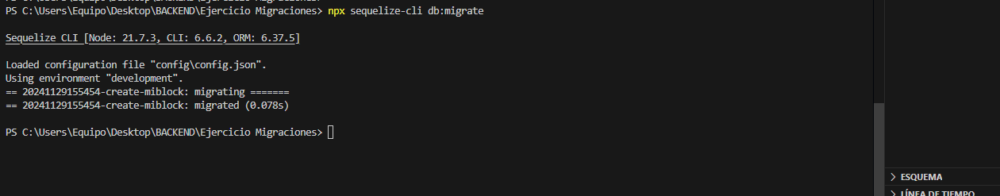 PS C:\Users\Equipo\Desktop\BACKEND\Ejercicio Migraciones> npx sequelize-cli db:migrate
Sequelize CLI [Node: 21.7.3, CLI: 6.6.2, ORM: 6.37.5]
Loaded configuration file "config\config.json".
Using environment "development".
== 20241129155454-create-miblock: migrating =======
== 20241129155454-create-miblock: migrated (0.078s)
PS C:\Users\Equipo\Desktop\BACKEND\Ejercicio Migraciones>
ESQUEMA
LÍNEA DE TIEMPO